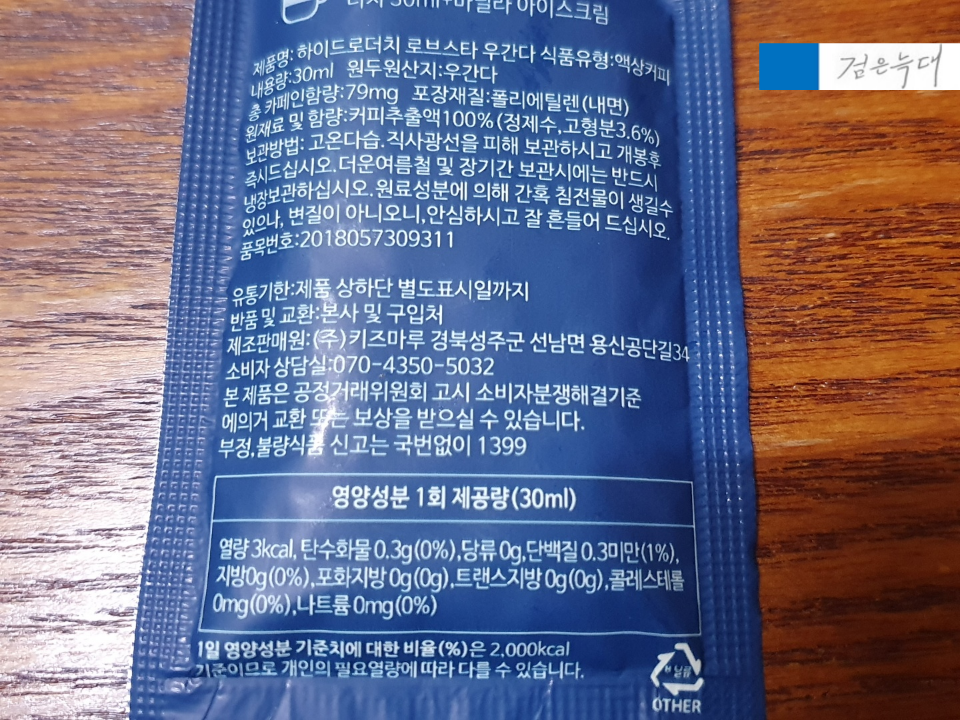 더치 30ml+바닐라 아이스크림
검은늑대
제품명: 하이드로더치 로브스타 우간다 식품유형:액상커피
내용량:30ml 원두원산지:우간다
총 카페인함량:79mg 포장재질:폴리에틸렌(내면)
원재료 및 함량:커피추출액100%(정제수,고형분3.6%)
보관방법: 고온다습.직사광선을 피해 보관하시고 개봉후
즉시드십시오.더운여름철 및 장기간 보관시에는 반드시
냉장보관하십시오.원료성분에 의해 간혹 침전물이 생길수
있으나, 변질이 아니오니,안심하시고 잘 흔들어 드십시오.
품목번호:2018057309311
유통기한:제품 상하단 별도표시일까지
반품 및 교환:본사 및 구입처
제조판매원:(주)키즈마루 경북성주군 선남면 용신공단길34
소비자 상담실:070-4350-5032
본 제품은 공정거래위원회 고시 소비자분쟁해결기준
에의거 교환 또는 보상을 받으실 수 있습니다.
부정,불량식품 신고는 국번없이 1399
영양성분 1회 제공량(30ml)
열량 3kcal, 탄수화물 0.3g(0%),당류 0g,단백질 0.3미만(1%),
지방0g(0%),포화지방 0g(0g),트랜스지방 0g(0g),콜레스테롤
0mg(0%),나트륨 0mg(0%)
1일 영양성분 기준치에 대한 비율(%)은 2,000kcal
기준이므로 개인의 필요열량에 따라 다를 수 있습니다.
OTHER